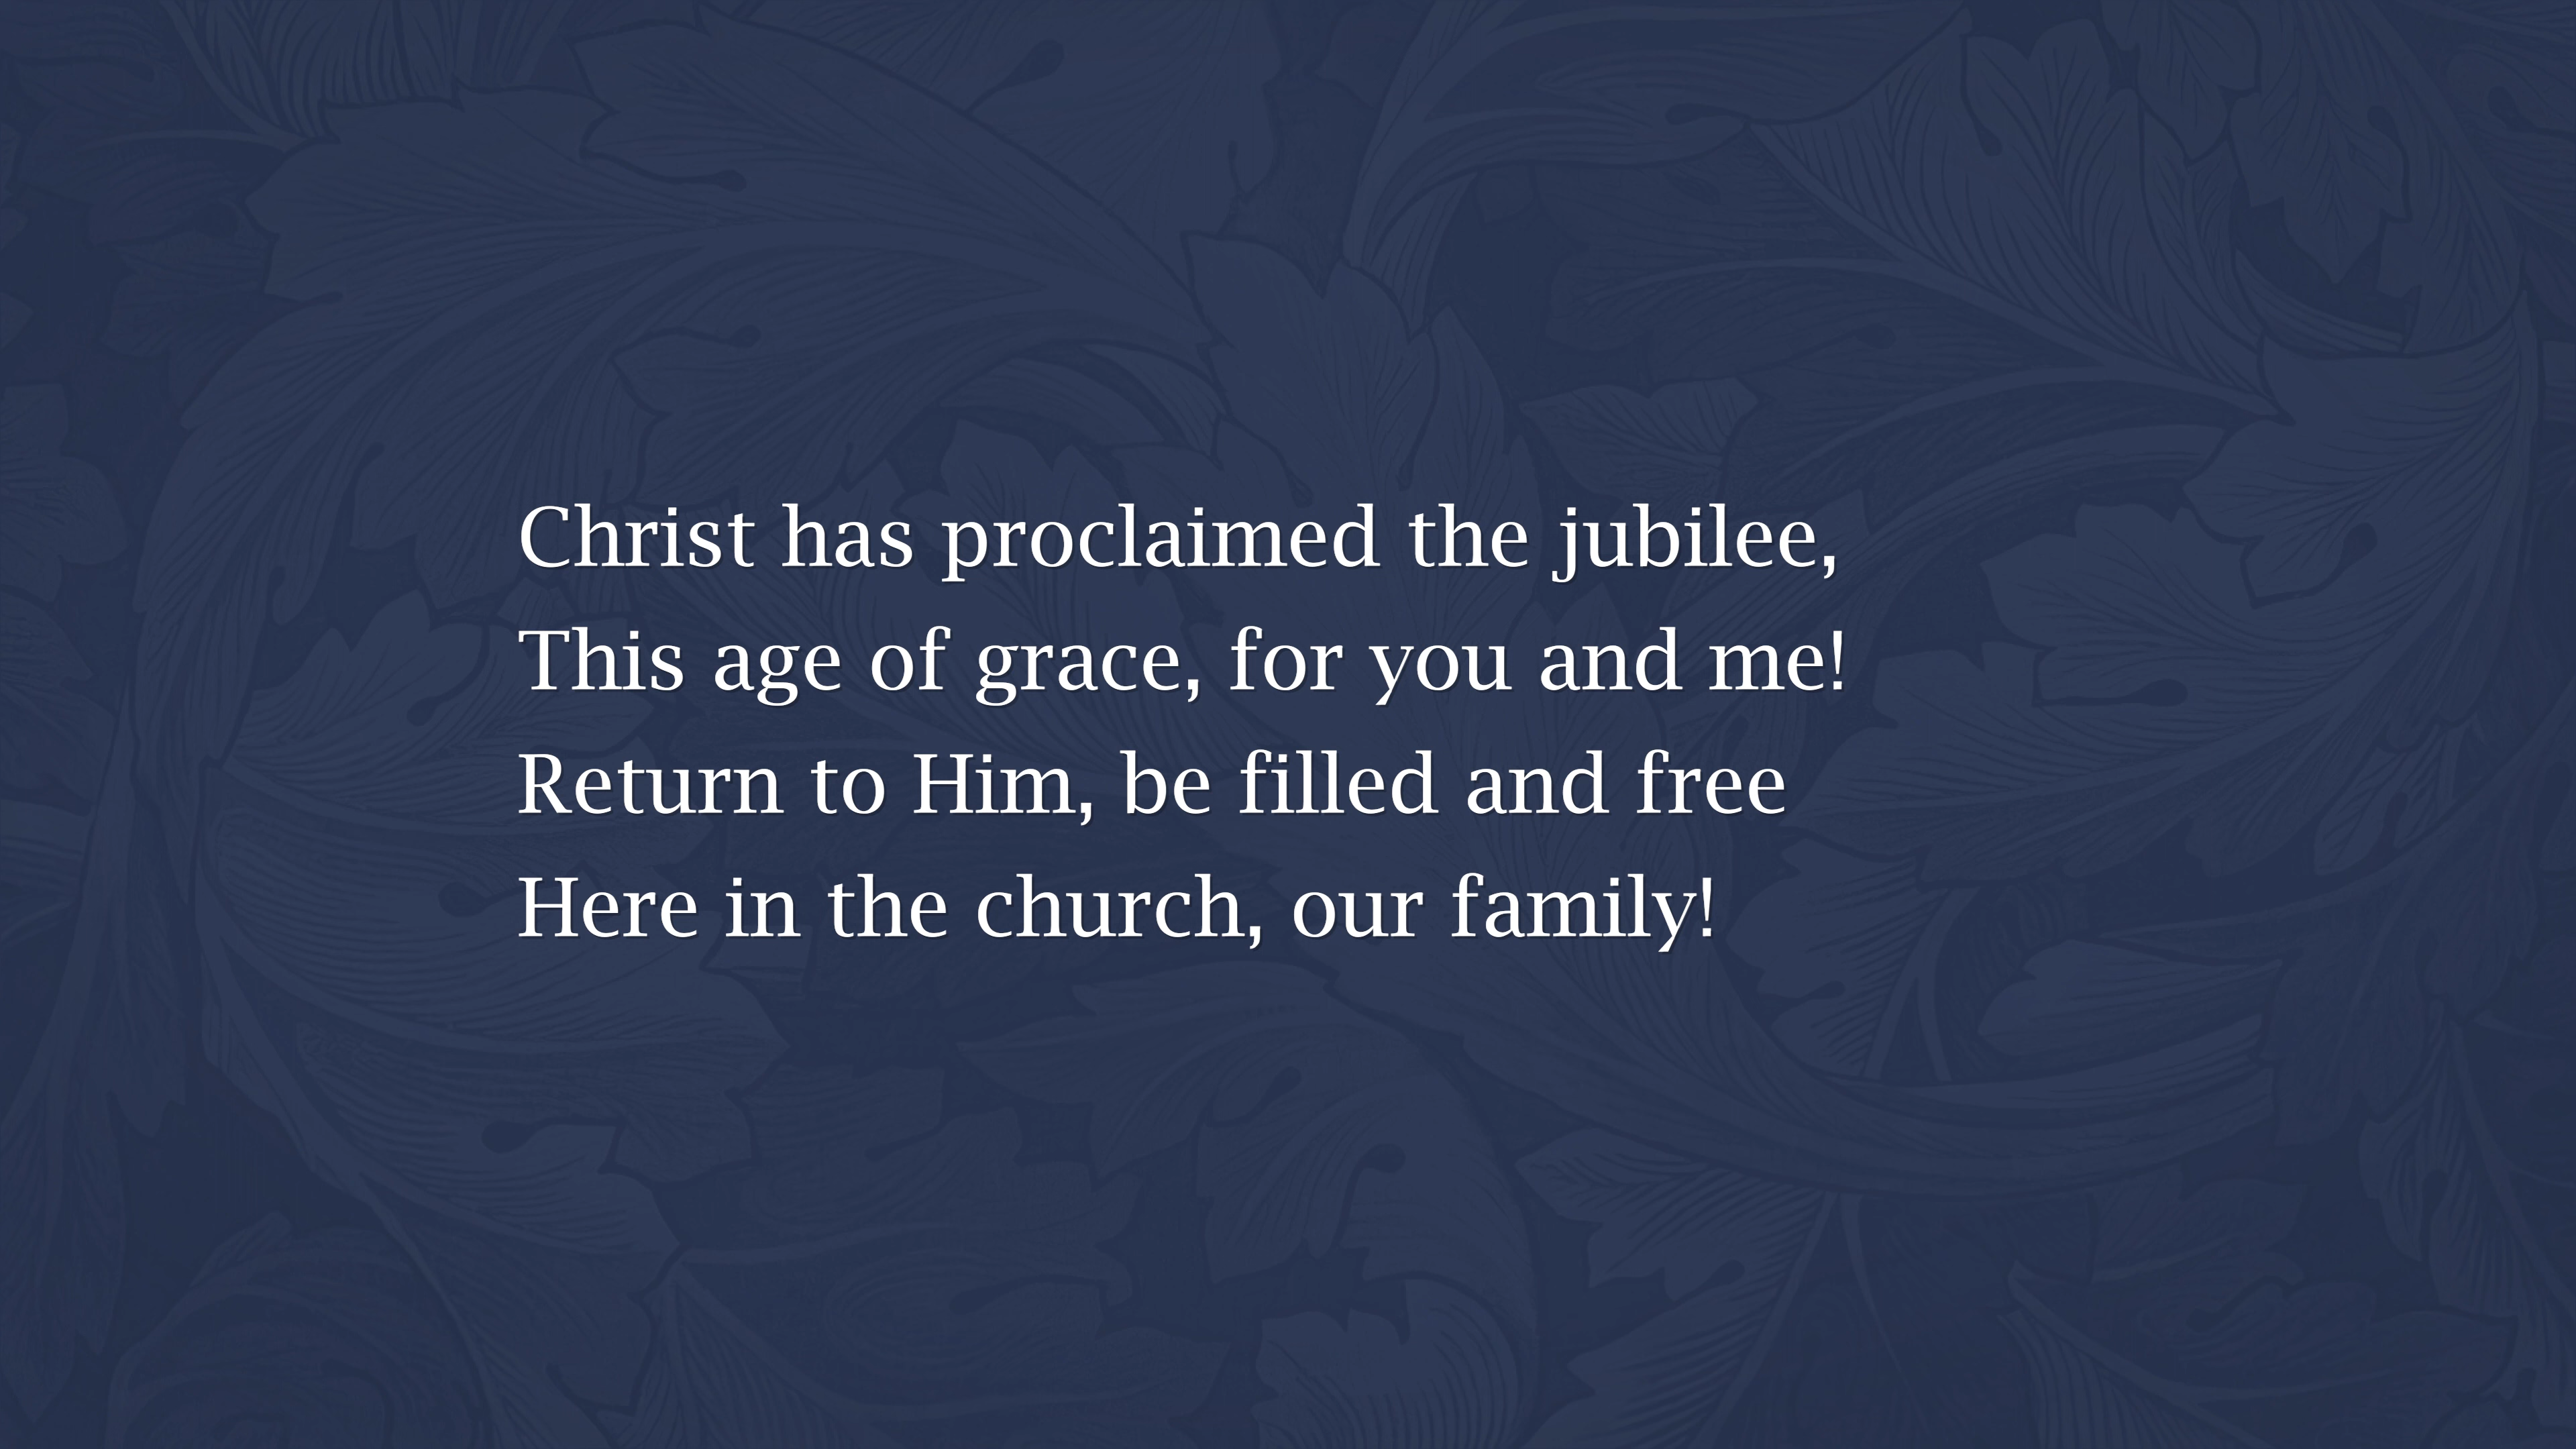 Christ has proclaimed the jubilee,
This age of grace, for you and me!
Return to Him, be filled and free
Here in the church, our family!